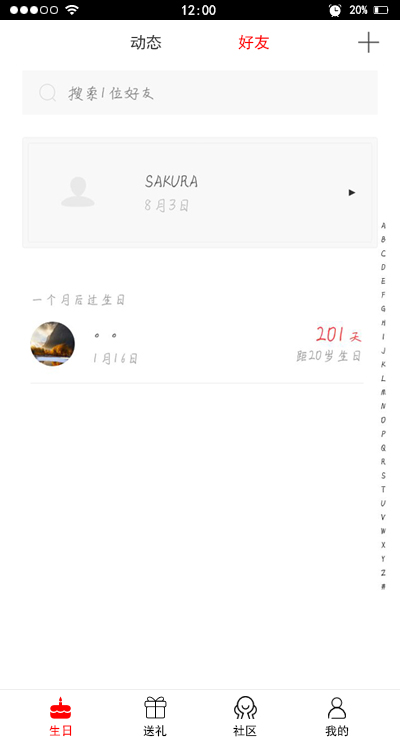 12:00
20%
动态
好友
搜索1位好友
SAKURA
8月3日
一个月后过生日
。。
201天
1月16日
距20岁生日
A
B
C
D
E
F
G
H
I
J
K
L
M
N
O
P
Q
R
S
T
U
V
W
X
Y
Z
#
生日
送礼
社区
我的